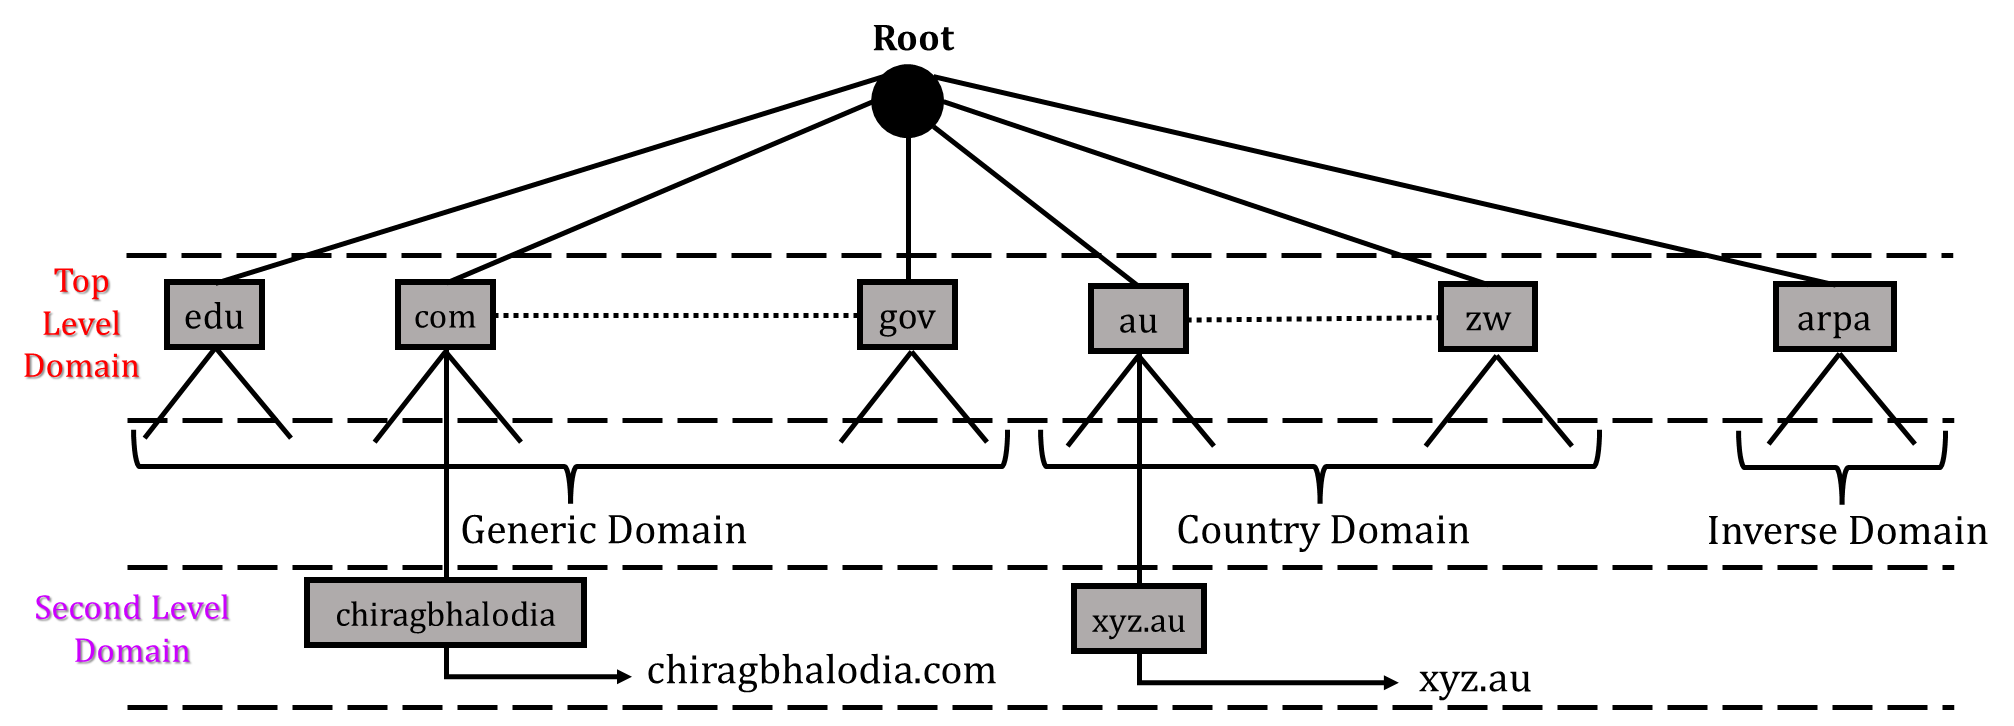 Root
Top
Level
Domain
edu
com
gov
au
zw
arpa
Generic Domain
Country Domain
Inverse Domain
Second Level
Domain
chiragbhalodia
xyz.au
chiragbhalodia.com
xyz.au